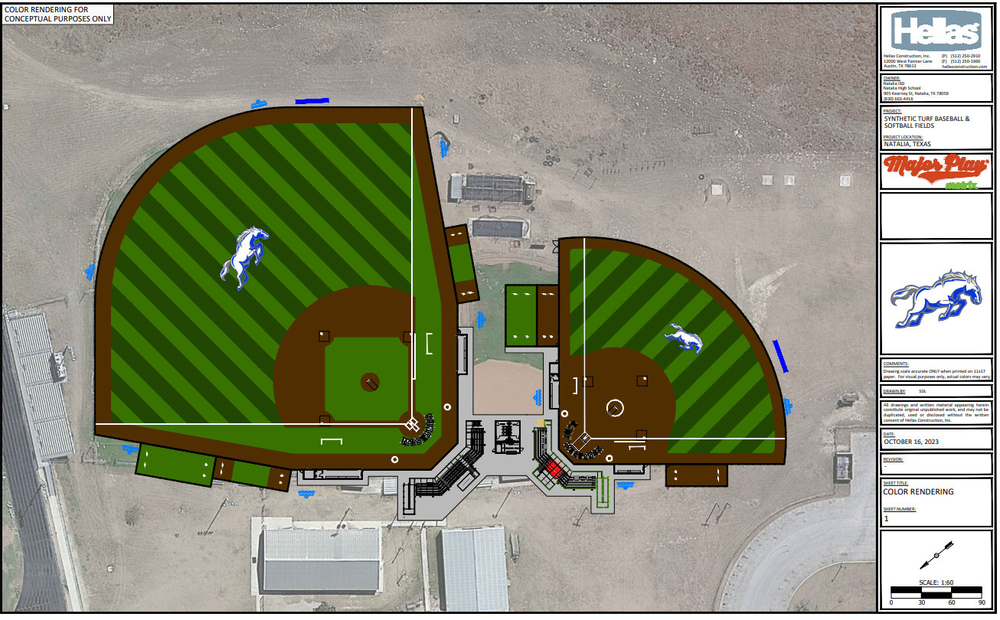 COLOR RENDERING FOR
CONCEPTUAL PURPOSES ONLY
Hellas
Hellas Construction, Inc. (P) (512) 250-2910
12000 West Parmer Lane (F) (512) 250-1960
Austin, TX 78613 hellasconstruction.com
OWNER:
Natalia ISD
Natalia High School
905 Kearney St, Natalia, TX 78059
(830) 663-4416
PROJECT:
SYNTHETIC TURF BASEBALL &
SOFTBALL FIELDS
PROJECT LOCATION:
NATALIA, TEXAS
Major Play
matrix
COMMENTS:
Drawing scale accurate ONLY when printed on 11x17
paper. For visual purposes only, actual colors may vary.
DRAWN BY: SDL
All drawings and written material appearing herein
constitute original unpublished work, and may not be
duplicated, used or disclosed without the written
consent of Hellas Construction, Inc.
DATE:
OCTOBER 16, 2023
REVISION:
-
SHEET TITLE:
COLOR RENDERING
SHEET NUMBER:
1
SCALE: 1:60
0 30 60 90